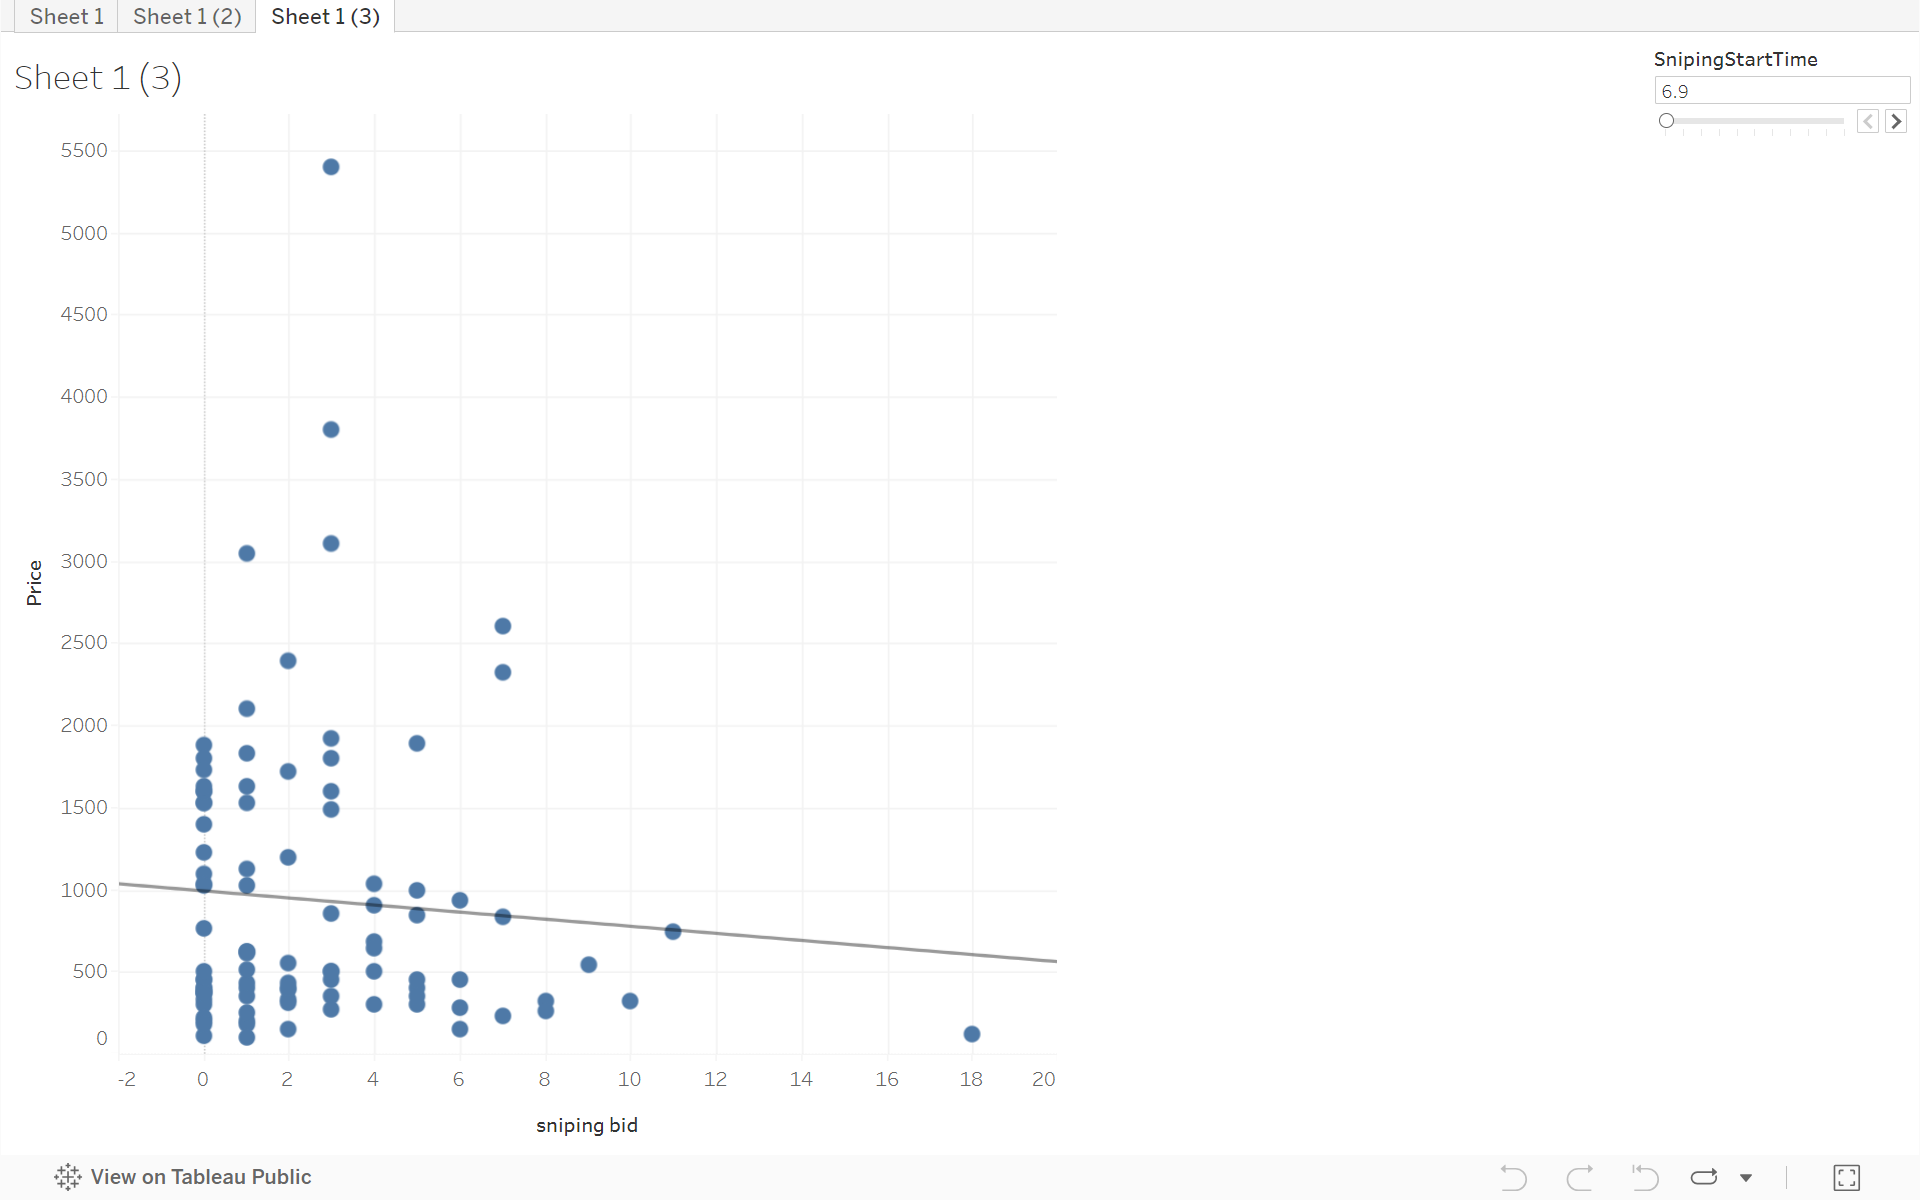 Sheet 1
Sheet 1 (2)
Sheet 1 (3)
Sheet 1 (3)
SnipingStartTime
6.9
5500
5000
4500
4000
3500
3000
2500
2000
1500
1000
500
0
Price
-2 0 2 4 6 8 10 12 14 16 18 20
sniping bid
View on Tableau Public